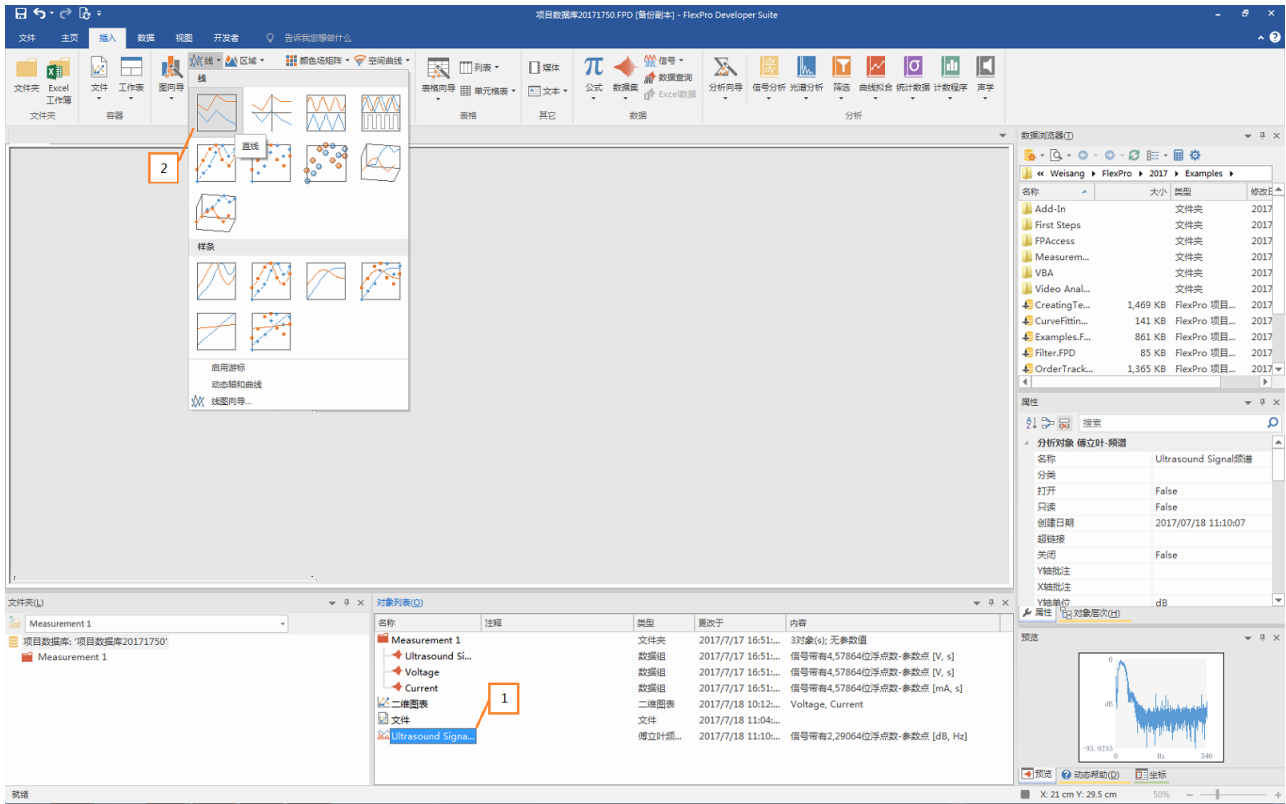 项目数据库20171750.FPD [备份副本] - FlexPro Developer Suite
文件 主页 插入 数据 视图 开发者 告诉我您想做什么
文件夹 Excel 工作簿 文件 工作表 图向导 线 区域 颜色场矩阵 空间曲线 表格向导 列表 单元格表 媒体 文本 公式 数据集 信号 数据查询 Excel数据 分析向导 信号分析 光谱分析 筛选 曲线拟合 统计数据 计数程序 声学
文件夹 容器 表格 其它 数据 分析
线
直线
2
样条
启用游标
动态轴和曲线
线图向导...
数据浏览器(I)
« Weisang FlexPro 2017 Examples
名称 大小 类型 修改日
Add-In 文件夹 2017
First Steps 文件夹 2017
FPAccess 文件夹 2017
Measurem... 文件夹 2017
VBA 文件夹 2017
Video Anal... 文件夹 2017
CreatingTe... 1,469 KB FlexPro 项目... 2017
CurveFittin... 141 KB FlexPro 项目... 2017
Examples.F... 861 KB FlexPro 项目... 2017
Filter.FPD 85 KB FlexPro 项目... 2017
OrderTrack... 1,365 KB FlexPro 项目... 2017
属性
搜索
分析对象 傅立叶-频谱
名称 Ultrasound Signal频谱
分类
打开 False
只读 False
创建日期 2017/07/18 11:10:07
超链接
关闭 False
Y轴批注
X轴批注
Y轴单位 dB
属性 对象层次(H)
文件夹(L)
Measurement 1
项目数据库: '项目数据库20171750'
Measurement 1
对象列表(O)
名称 注释 类型 更改于 内容
Measurement 1 文件夹 2017/7/17 16:51:... 3对象(s); 无参数值
Ultrasound Si... 数据组 2017/7/17 16:51:... 信号带有4,57864位浮点数-参数点 [V, s]
Voltage 数据组 2017/7/17 16:51:... 信号带有4,57864位浮点数-参数点 [V, s]
Current 数据组 2017/7/17 16:51:... 信号带有4,57864位浮点数-参数点 [mA, s]
二维图表 二维图表 2017/7/18 10:12:... Voltage, Current
文件 文件 2017/7/18 11:04:...
Ultrasound Signa... 傅立叶频... 2017/7/18 11:10:... 信号带有2,29064位浮点数-参数点 [dB, Hz]
1
预览
0
dB
-93.9233
0 Hz 546
预览 动态帮助(D) 坐标
就绪
X: 21 cm Y: 29.5 cm 50%